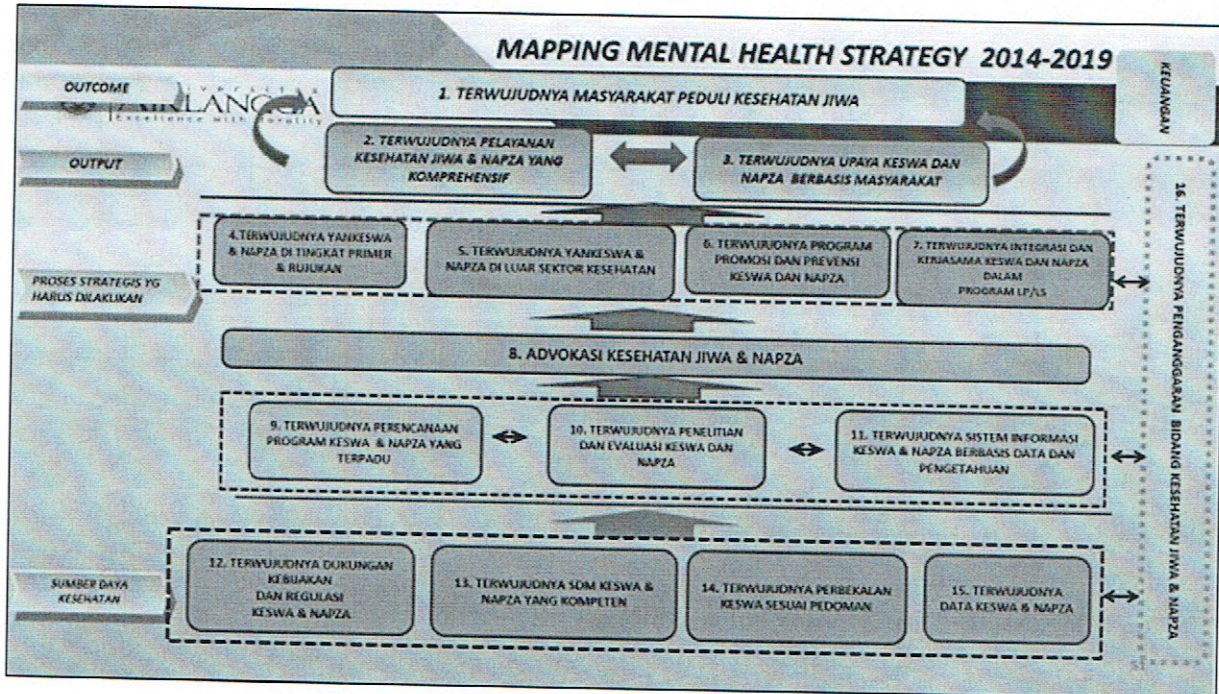 MAPPING MENTAL HEALTH STRATEGY 2014-2019
KEUANGAN
OUTCOME
AIRLANGGA
Excellence with Morality
1. TERWUJUDNYA MASYARAKAT PEDULI KESEHATAN JIWA
OUTPUT
2. TERWUJUDNYA PELAYANAN
KESEHATAN JIWA & NAPZA YANG
KOMPREHENSIF
3. TERWUJUDNYA UPAYA KESWA DAN
NAPZA BERBASIS MASYARAKAT
PROSES STRATEGIS YG
HARUS DILAKUKAN
4.TERWUJUDNYA YANKESWA
& NAPZA DI TINGKAT PRIMER
& RUJUKAN
5. TERWUJUDNYA YANKESWA &
NAPZA DI LUAR SEKTOR KESEHATAN
6. TERWUJUDNYA PROGRAM
PROMOSI DAN PREVENSI
KESWA DAN NAPZA
7. TERWUJUDNYA INTEGRASI DAN
KERJASAMA KESWA DAN NAPZA
DALAM
PROGRAM LP/LS
8. ADVOKASI KESEHATAN JIWA & NAPZA
9. TERWUJUDNYA PERENCANAAN
PROGRAM KESWA & NAPZA YANG
TERPADU
10. TERWUJUDNYA PENELITIAN
DAN EVALUASI KESWA DAN
NAPZA
11. TERWUJUDNYA SISTEM INFORMASI
KESWA & NAPZA BERBASIS DATA DAN
PENGETAHUAN
SUMBER DAYA
KESEHATAN
12. TERWUJUDNYA DUKUNGAN
KEBIJAKAN
DAN REGULASI
KESWA & NAPZA
13. TERWUJUDNYA SDM KESWA &
NAPZA YANG KOMPETEN
14. TERWUJUDNYA PERBEKALAN
KESWA SESUAI PEDOMAN
15. TERWUJUDNYA
DATA KESWA & NAPZA
16. TERWUJUDNYA PENGANGGARAN BIDANG KESEHATAN JIWA & NAPZA